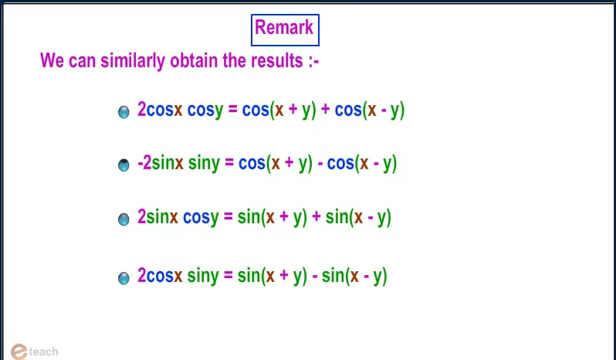 Remark
We can similarly obtain the results :-
2cosx cosy = cos(x + y) + cos(x - y)
-2sinx siny = cos(x + y) - cos(x - y)
2sinx cosy = sin(x + y) + sin(x - y)
2cosx siny = sin(x + y) - sin(x - y)
e teach